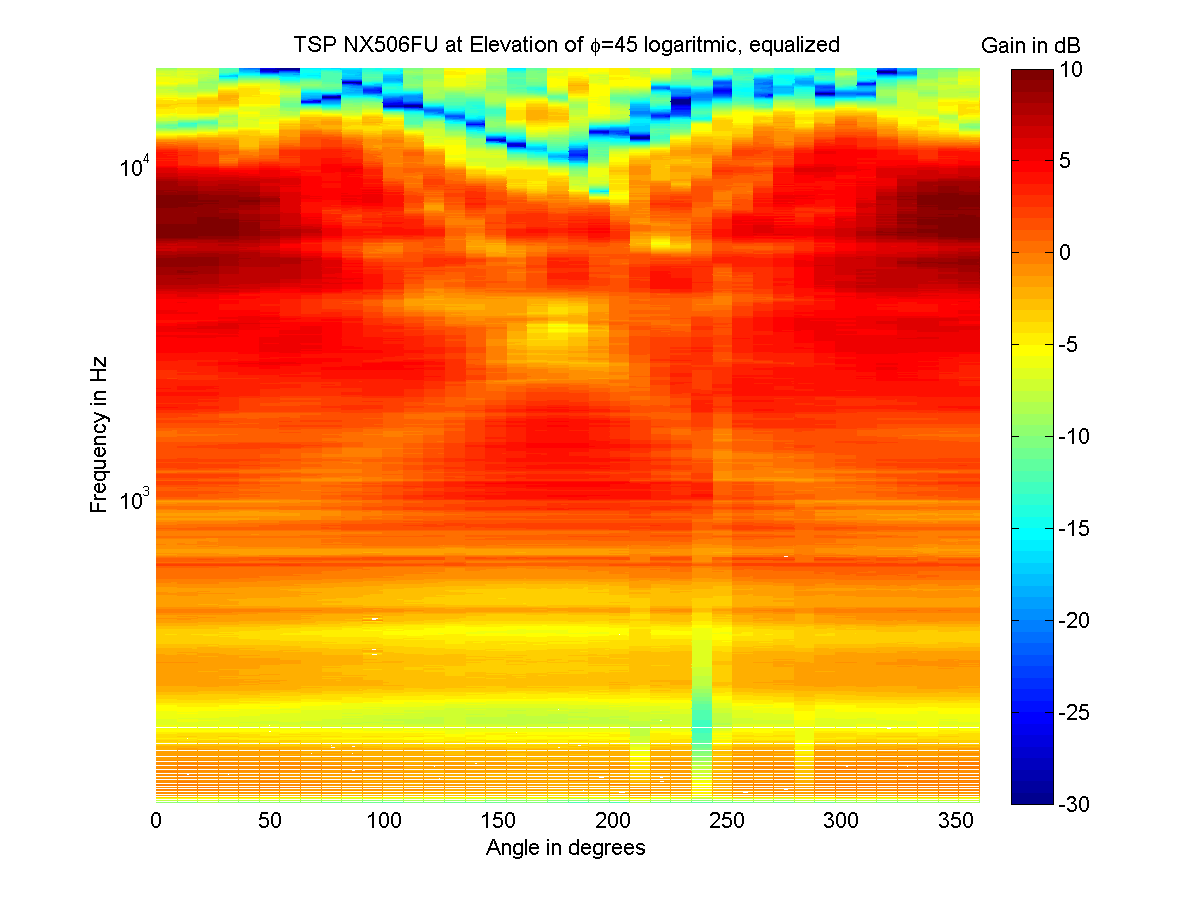 TSP NX506FU at Elevation of ϕ=45 logaritmic, equalized
Gain in dB
Frequency in Hz
10^4
10^3
0 50 100 150 200 250 300 350
Angle in degrees
10
5
0
-5
-10
-15
-20
-25
-30